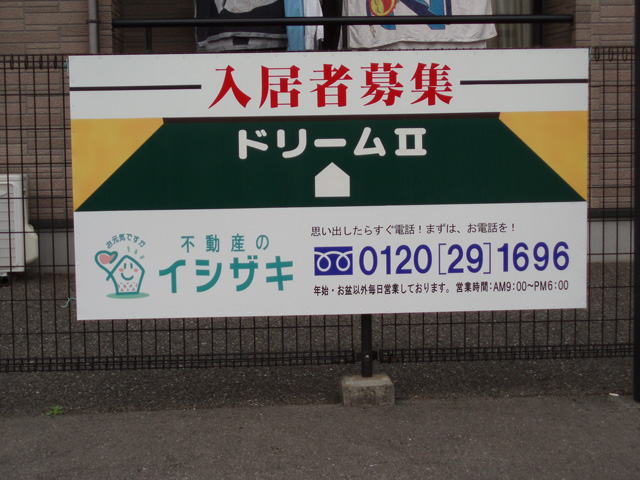 入居者募集
ドリームⅡ
お元気ですか
不動産の
イシザキ
思い出したらすぐ電話!まずは、お電話を!
0120[29]1696
年始・お盆以外毎日営業しております。営業時間:AM9:00〜PM6:00